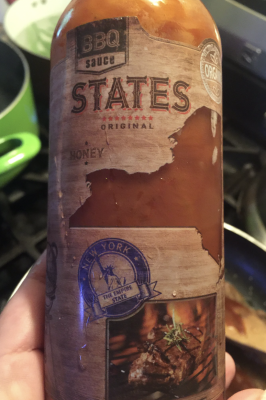 BBQ
SAUCE
STATES
ORIGINAL
HONEY
NEW YORK
THE EMPIRE
STATE